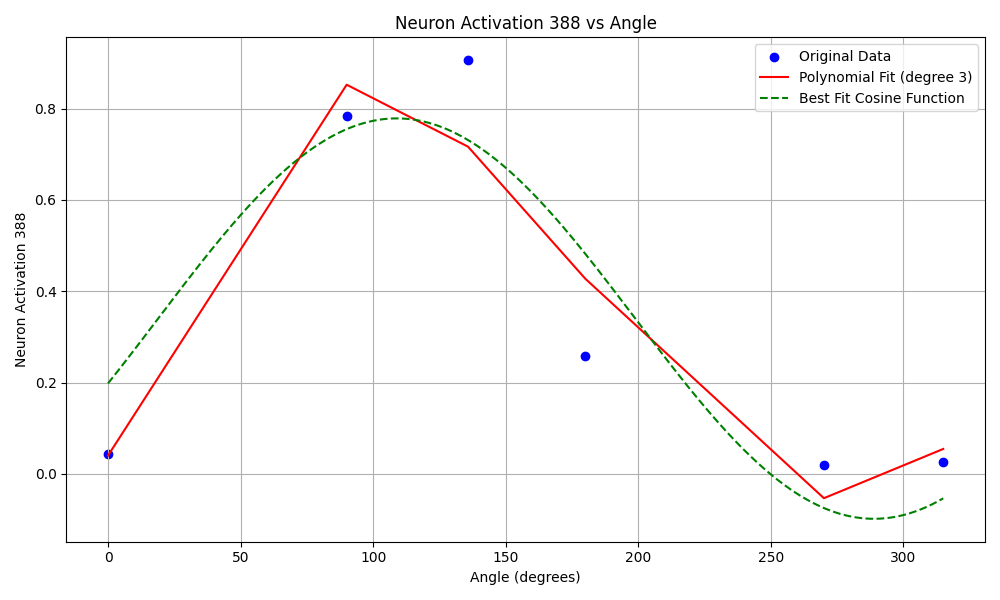 Neuron Activation 388 vs Angle
Original Data
Polynomial Fit (degree 3)
Best Fit Cosine Function
Neuron Activation 388
0.8
0.6
0.4
0.2
0.0
0 50 100 150 200 250 300
Angle (degrees)